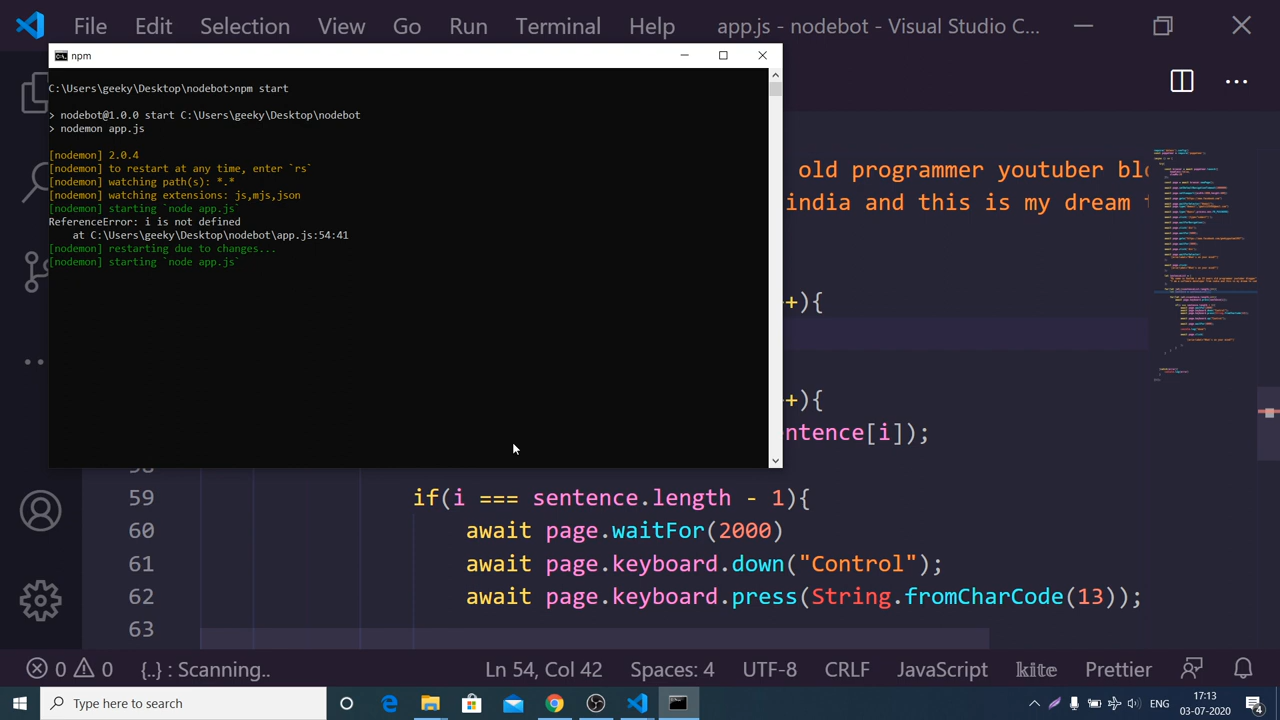 File Edit Selection View Go Run Terminal Help app.js - nodebot - Visual Studio C...
npm
C:\Users\geeky\Desktop\nodebot>npm start
> nodebot@1.0.0 start C:\Users\geeky\Desktop\nodebot
> nodemon app.js
[nodemon] 2.0.4
[nodemon] to restart at any time, enter `rs`
[nodemon] watching path(s): *.*
[nodemon] watching extensions: js,mjs,json
[nodemon] starting `node app.js`
ReferenceError: i is not defined
at C:\Users\geeky\Desktop\nodebot\app.js:54:41
[nodemon] restarting due to changes...
[nodemon] starting `node app.js`
old programmer youtuber blo
india and this is my dream
++){
++){
ntence[i]);
58
59 if(i === sentence.length - 1){
60 await page.waitFor(2000)
61 await page.keyboard.down("Control");
62 await page.keyboard.press(String.fromCharCode(13));
63
0 0 {..} : Scanning.. Ln 54, Col 42 Spaces: 4 UTF-8 CRLF JavaScript kite Prettier
Type here to search
ENG
17:13
03-07-2020
4